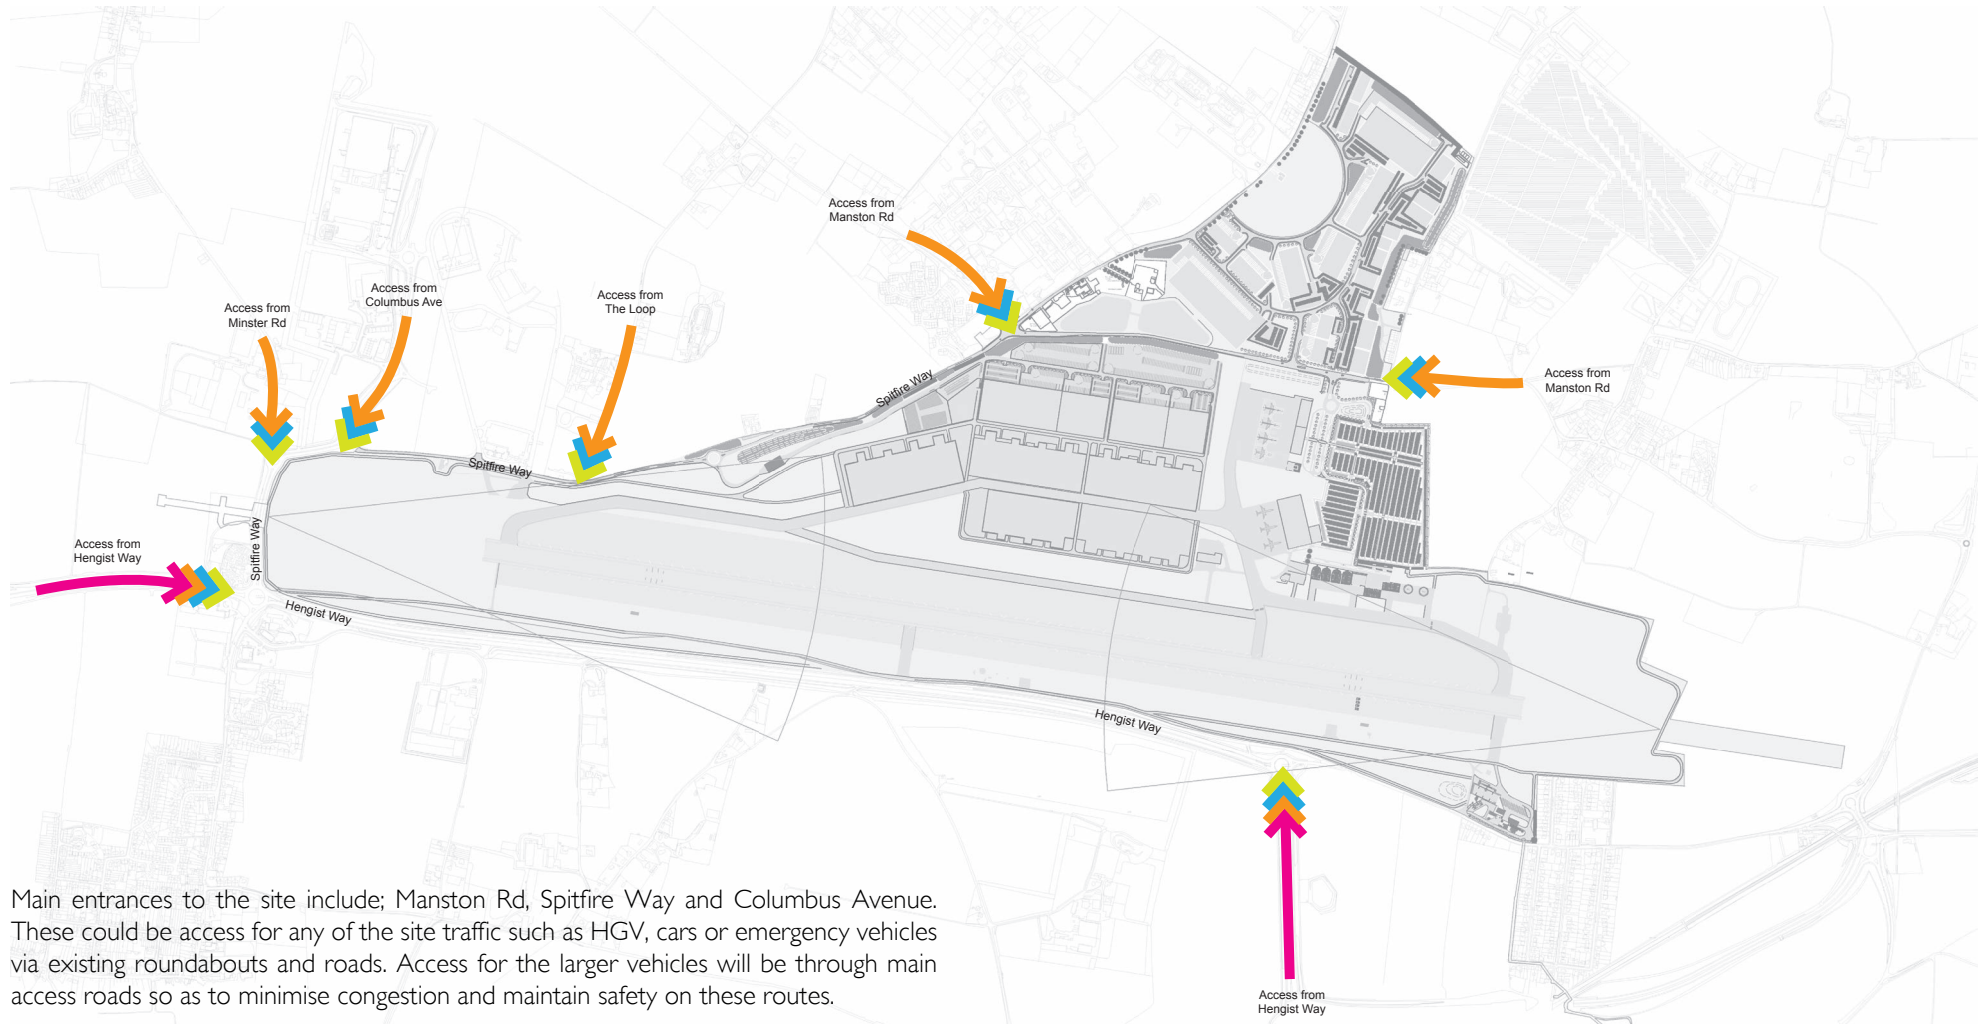 Access from
Manston Rd
Access from
Columbus Ave
Access from
The Loop
Access from
Minster Rd
Access from
Manston Rd
Spitfire Way
Spitfire Way
Spitfire Way
Access from
Hengist Way
Hengist Way
Hengist Way
Main entrances to the site include; Manston Rd, Spitfire Way and Columbus Avenue.
These could be access for any of the site traffic such as HGV, cars or emergency vehicles
via existing roundabouts and roads. Access for the larger vehicles will be through main
access roads so as to minimise congestion and maintain safety on these routes.
Access from
Hengist Way